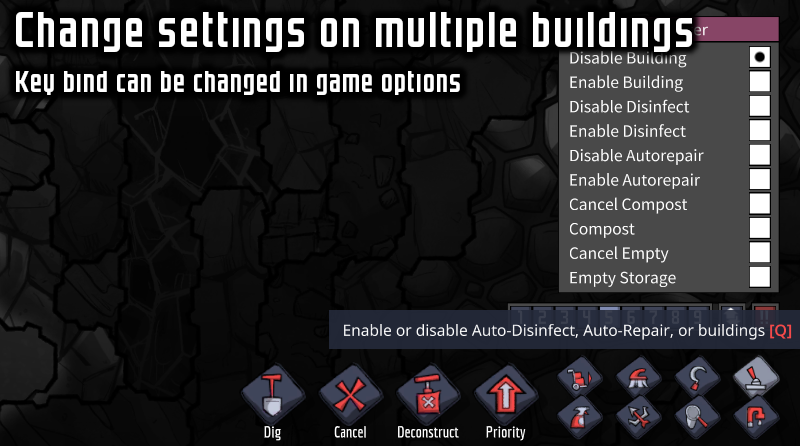 Change settings on multiple buildings
Key bind can be changed in game options
Disable Building
Enable Building
Disable Disinfect
Enable Disinfect
Disable Autorepair
Enable Autorepair
Cancel Compost
Compost
Cancel Empty
Empty Storage
Enable or disable Auto-Disinfect, Auto-Repair, or buildings [Q]
Dig
Cancel
Deconstruct
Priority